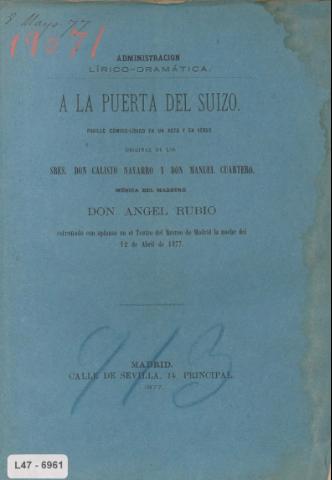 8 Mayo 77
19071
ADMINISTRACION
LÍRICO-DRAMÁTICA.
A LA PUERTA DEL SUIZO.
PASILLO CÓMICO-LÍRICO EN UN ACTO Y EN VERSO
ORIGINAL DE LOS
SRES. DON CALISTO NAVARRO Y DON MANUEL CUARTERO,
MÚSICA DEL MAESTRO
DON ANGEL RUBIO
estrenado con aplauso en el Teatro del Recreo de Madrid la noche del
12 de Abril de 1877.
913
MADRID.
CALLE DE SEVILLA, 14, PRINCIPAL.
1877.
L47 - 6961